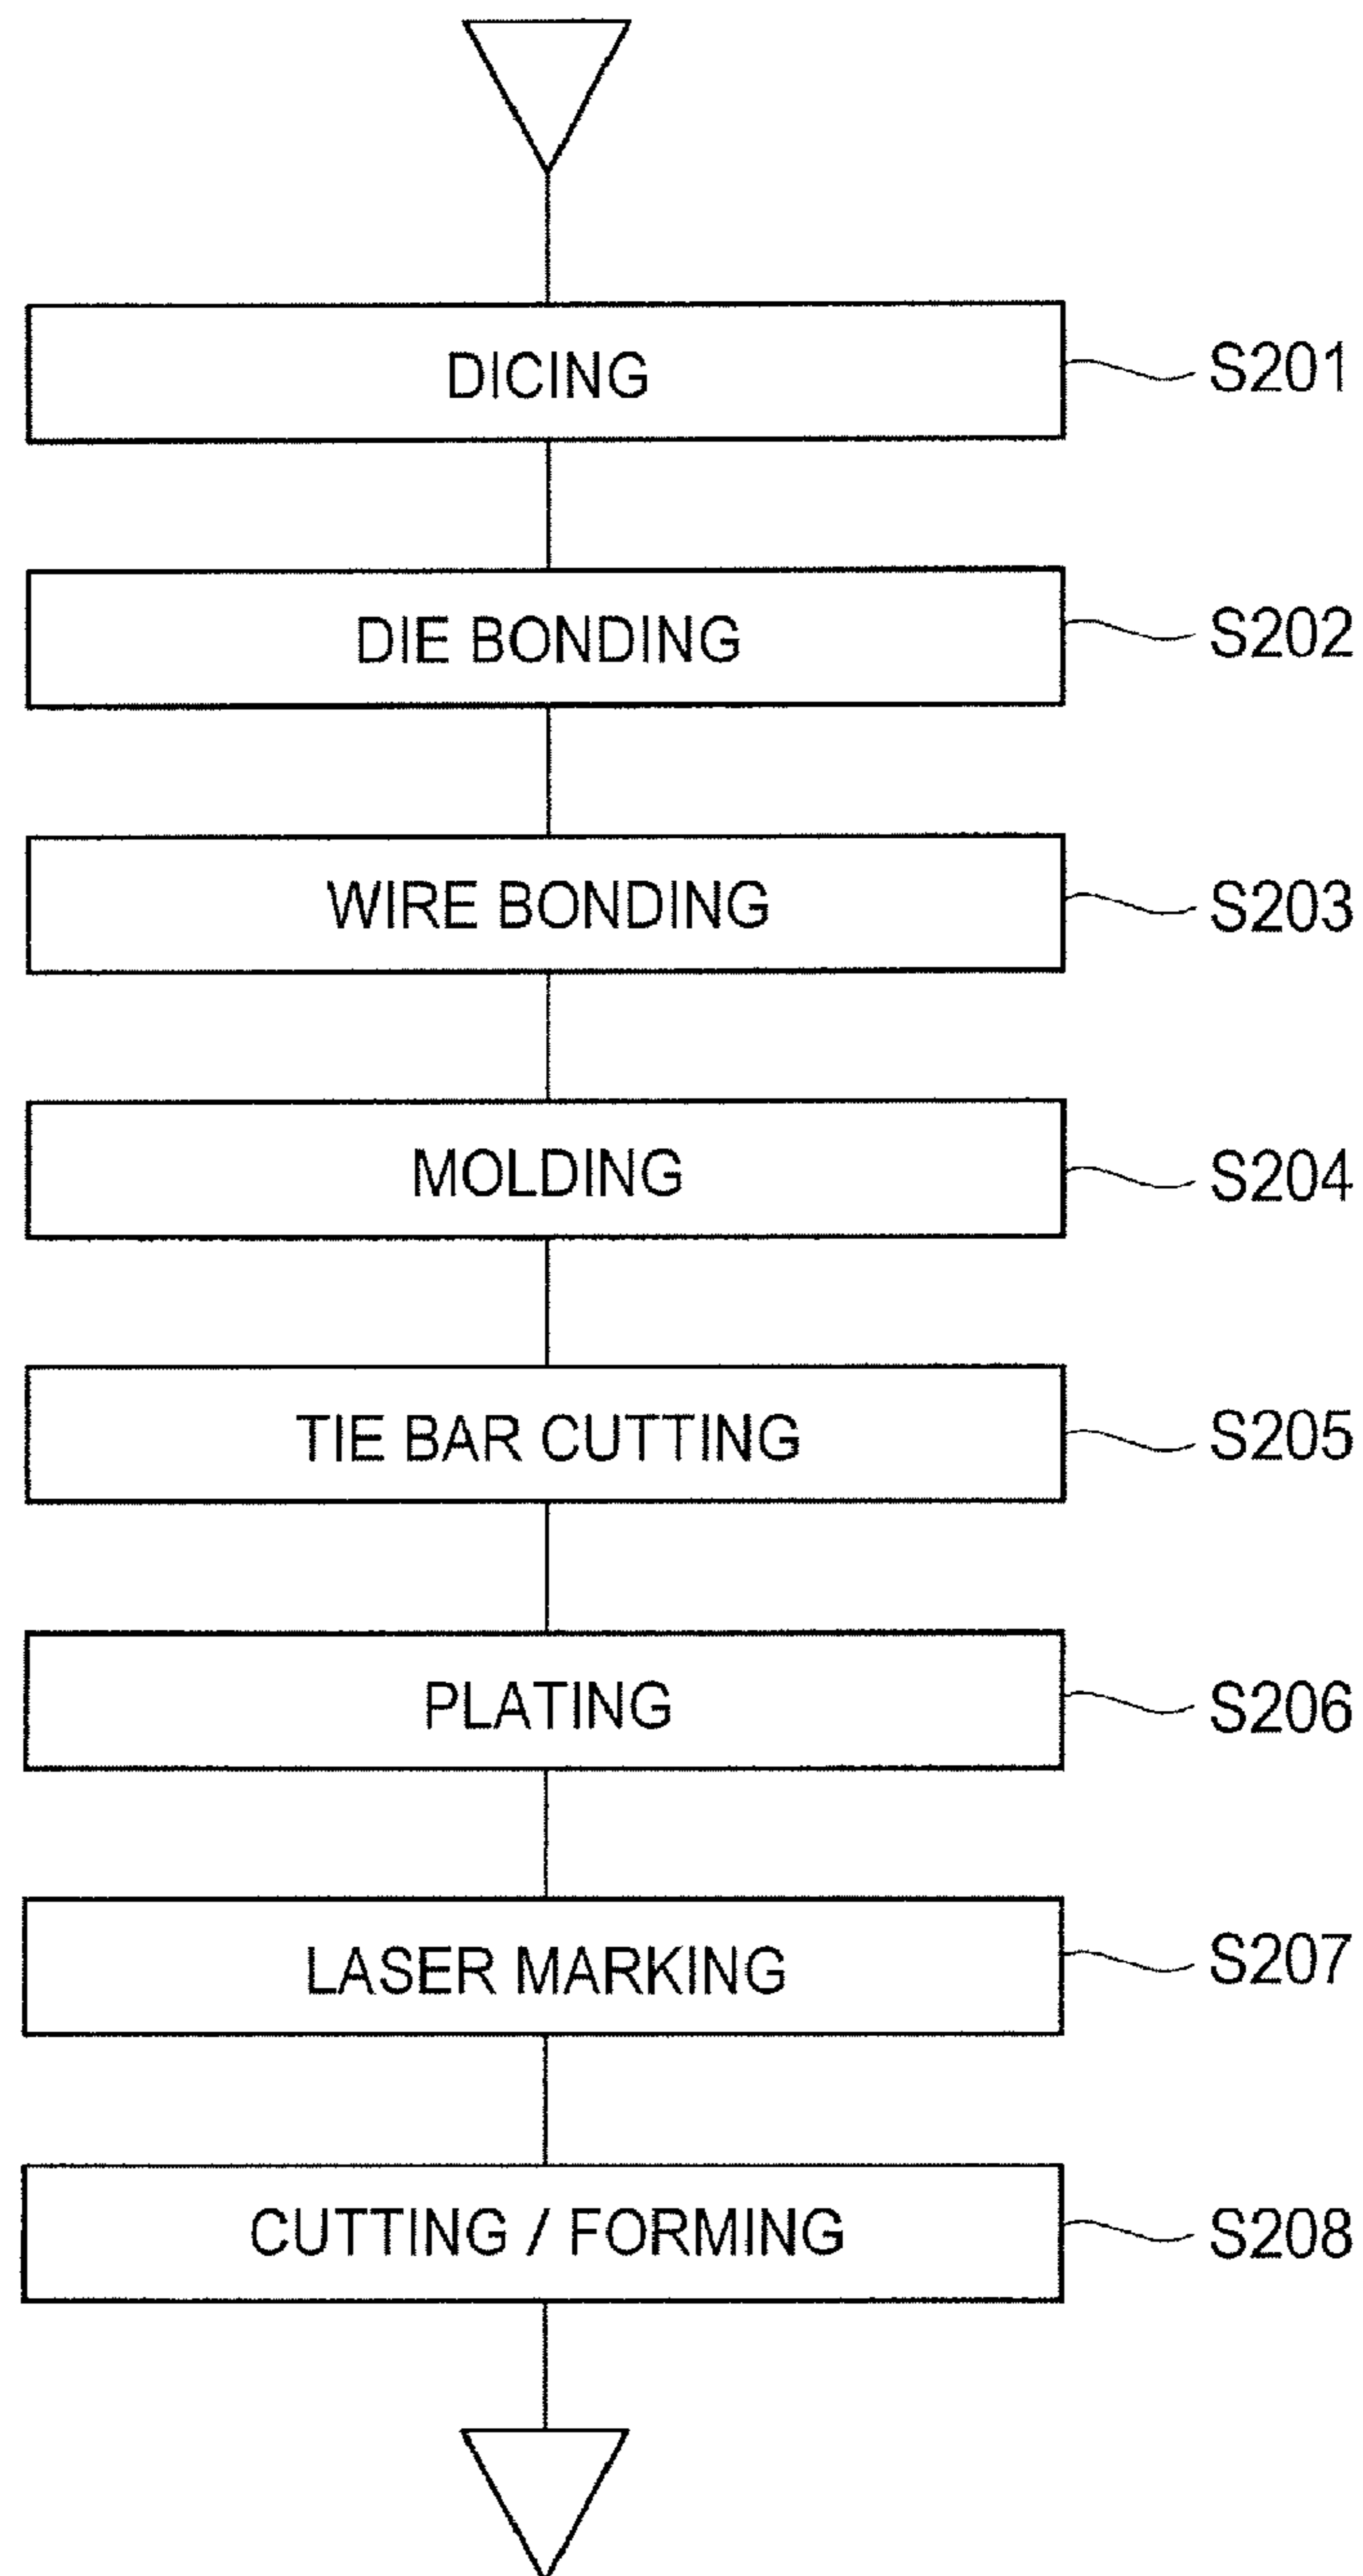 DICING S201
DIE BONDING S202
WIRE BONDING S203
MOLDING S204
TIE BAR CUTTING S205
PLATING S206
LASER MARKING S207
CUTTING / FORMING S208